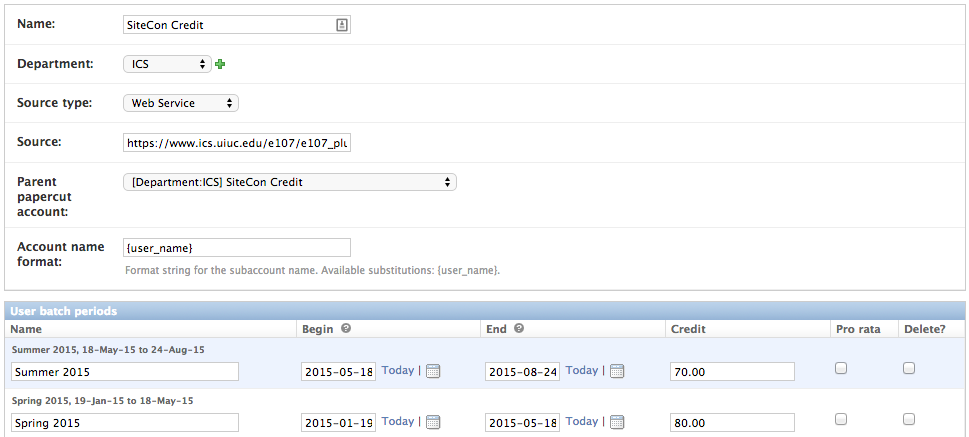 Name: SiteCon Credit
Department: ICS
Source type: Web Service
Source: https://www.ics.uiuc.edu/e107/e107_plu
Parent papercut account: [Department:ICS] SiteCon Credit
Account name format: {user_name}
Format string for the subaccount name. Available substitutions: {user_name}.
User batch periods
Name Begin ? End ? Credit Pro rata Delete?
Summer 2015, 18-May-15 to 24-Aug-15
Summer 2015 2015-05-18 Today | 2015-08-24 Today | 70.00
Spring 2015, 19-Jan-15 to 18-May-15
Spring 2015 2015-01-19 Today | 2015-05-18 Today | 80.00